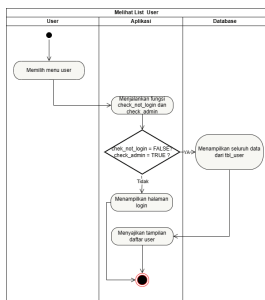 Melihat List User
User
Aplikasi
Database
Memilih menu user
Menjalankan fungsi
check_not_login dan
check_admin
chek_not_login = FALSE?
check_admin = TRUE ?
YA
Menampilkan seluruh data
dari tbl_user
Tidak
Menampilkan halaman
login
Menyajikan tampilan
daftar user